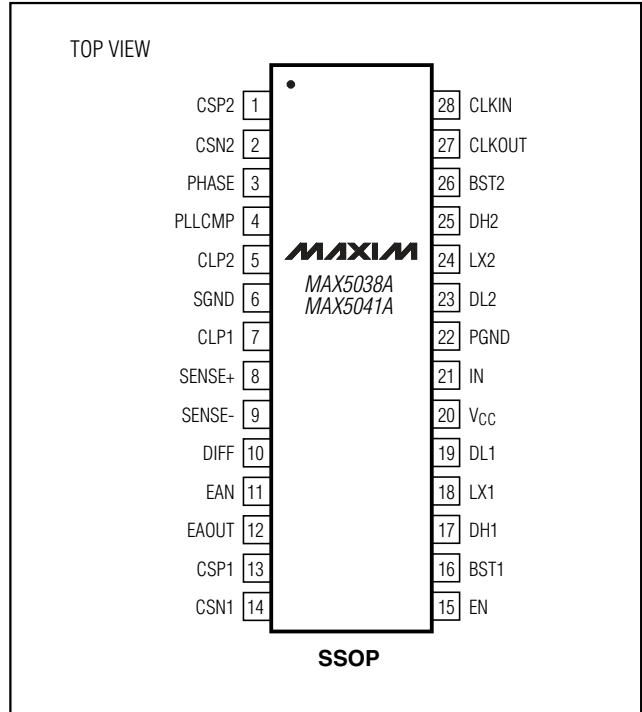 TOP VIEW
CSP2 1
CSN2 2
PHASE 3
PLLCMP 4
CLP2 5
SGND 6
CLP1 7
SENSE+ 8
SENSE- 9
DIFF 10
EAN 11
EAOUT 12
CSP1 13
CSN1 14
MAXIM
MAX5038A
MAX5041A
28 CLKIN
27 CLKOUT
26 BST2
25 DH2
24 LX2
23 DL2
22 PGND
21 IN
20 VCC
19 DL1
18 LX1
17 DH1
16 BST1
15 EN
SSOP